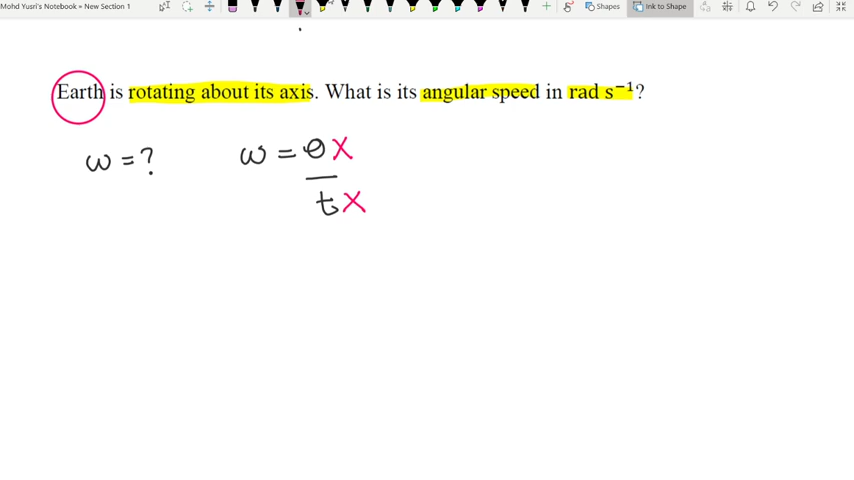 Mohd Yusri's Notebook » New Section 1
Shapes
Ink to Shape
Earth is rotating about its axis. What is its angular speed in rad s⁻¹?
ω = ?
ω = θ X
t X